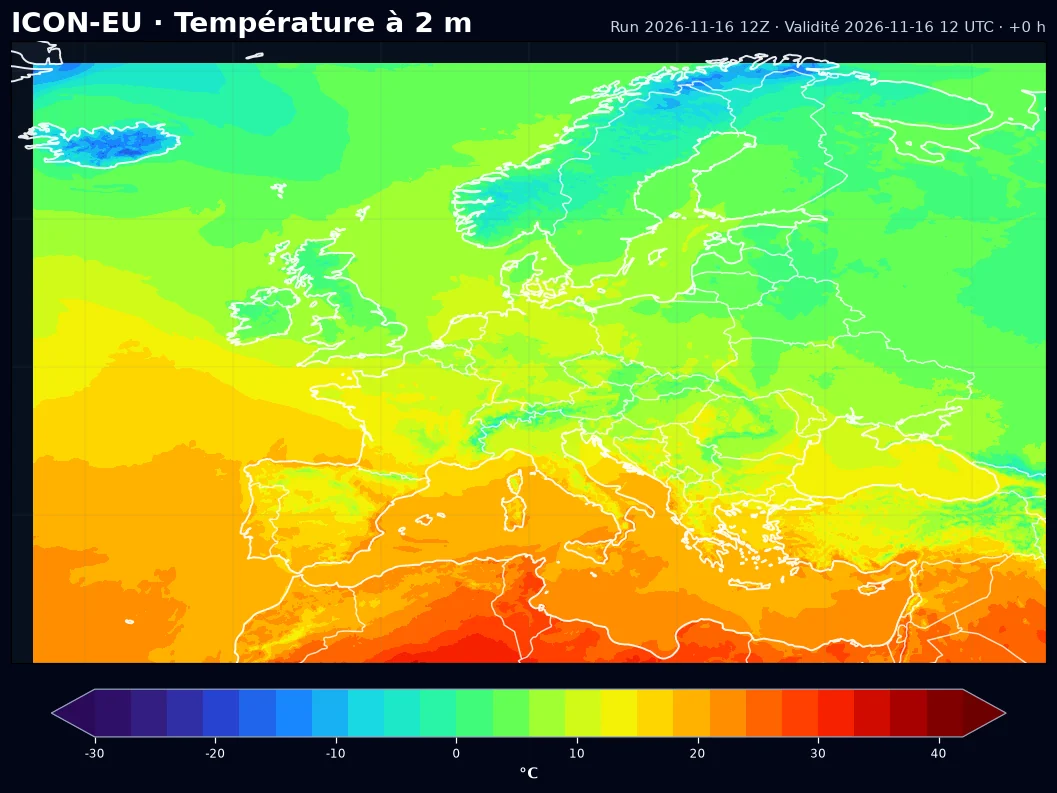 ICON-EU · Température à 2 m
Run 2026-11-16 12Z · Validité 2026-11-16 12 UTC · +0 h
-30 -20 -10 0 10 20 30 40
°C